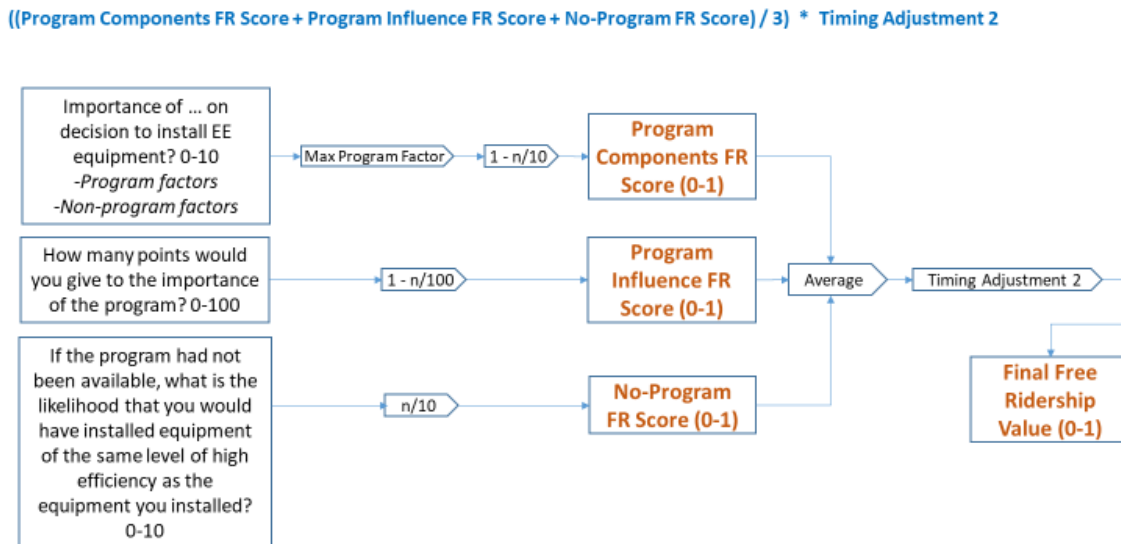 ((Program Components FR Score + Program Influence FR Score + No-Program FR Score) / 3) * Timing Adjustment 2
Importance of ... on
decision to install EE
equipment? 0-10
-Program factors
-Non-program factors
Max Program Factor
1 - n/10
Program
Components FR
Score (0-1)
How many points would
you give to the importance
of the program? 0-100
1 - n/100
Program
Influence FR
Score (0-1)
Average
Timing Adjustment 2
If the program had not
been available, what is the
likelihood that you would
have installed equipment
of the same level of high
efficiency as the
equipment you installed?
0-10
n/10
No-Program
FR Score (0-1)
Final Free
Ridership
Value (0-1)